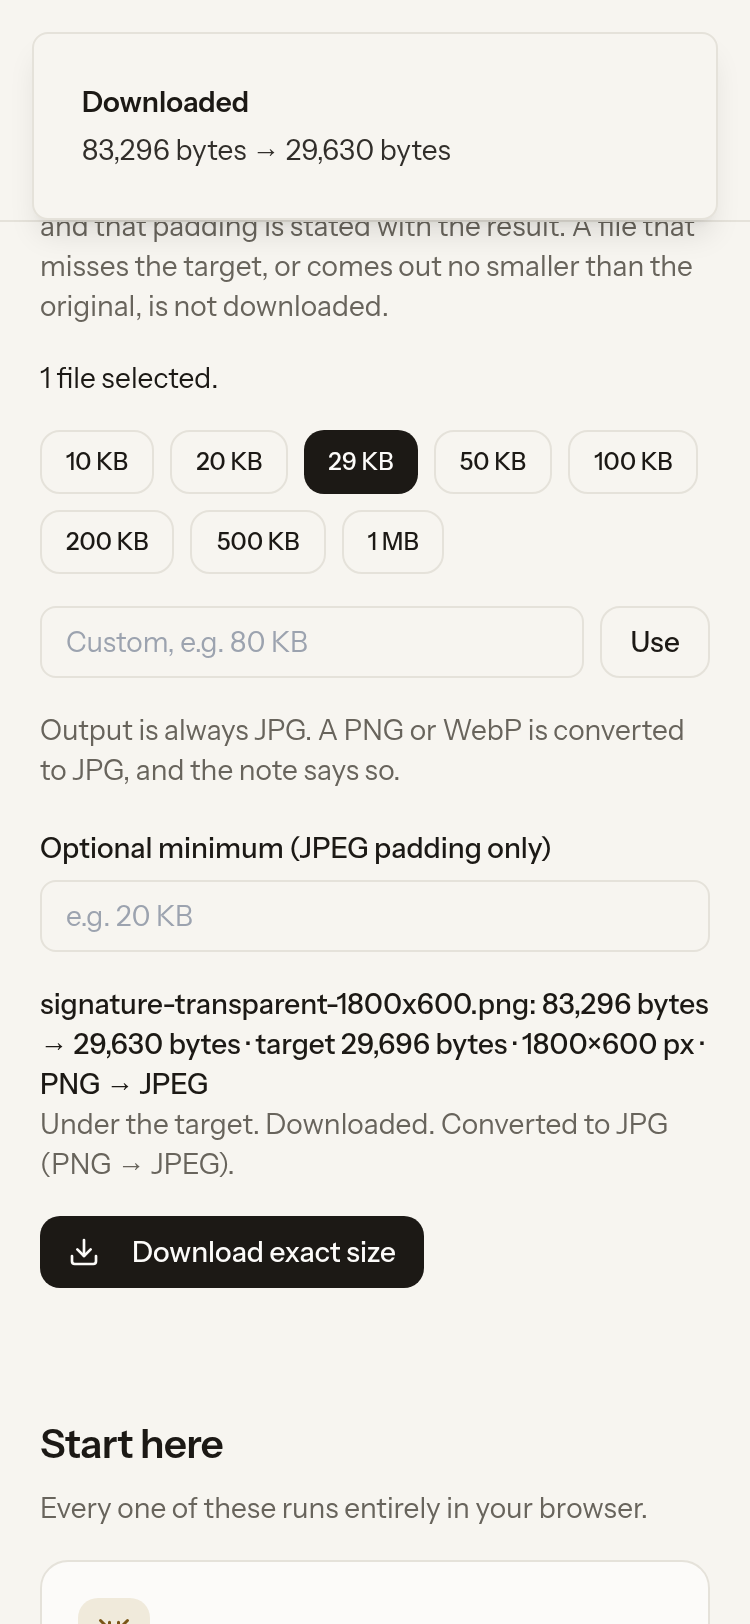 Downloaded
83,296 bytes → 29,630 bytes
and that padding is stated with the result. A file that
misses the target, or comes out no smaller than the
original, is not downloaded.
1 file selected.
10 KB 20 KB 29 KB 50 KB 100 KB
200 KB 500 KB 1 MB
Custom, e.g. 80 KB Use
Output is always JPG. A PNG or WebP is converted
to JPG, and the note says so.
Optional minimum (JPEG padding only)
e.g. 20 KB
signature-transparent-1800x600.png: 83,296 bytes
→ 29,630 bytes · target 29,696 bytes · 1800×600 px ·
PNG → JPEG
Under the target. Downloaded. Converted to JPG
(PNG → JPEG).
Download exact size
Start here
Every one of these runs entirely in your browser.